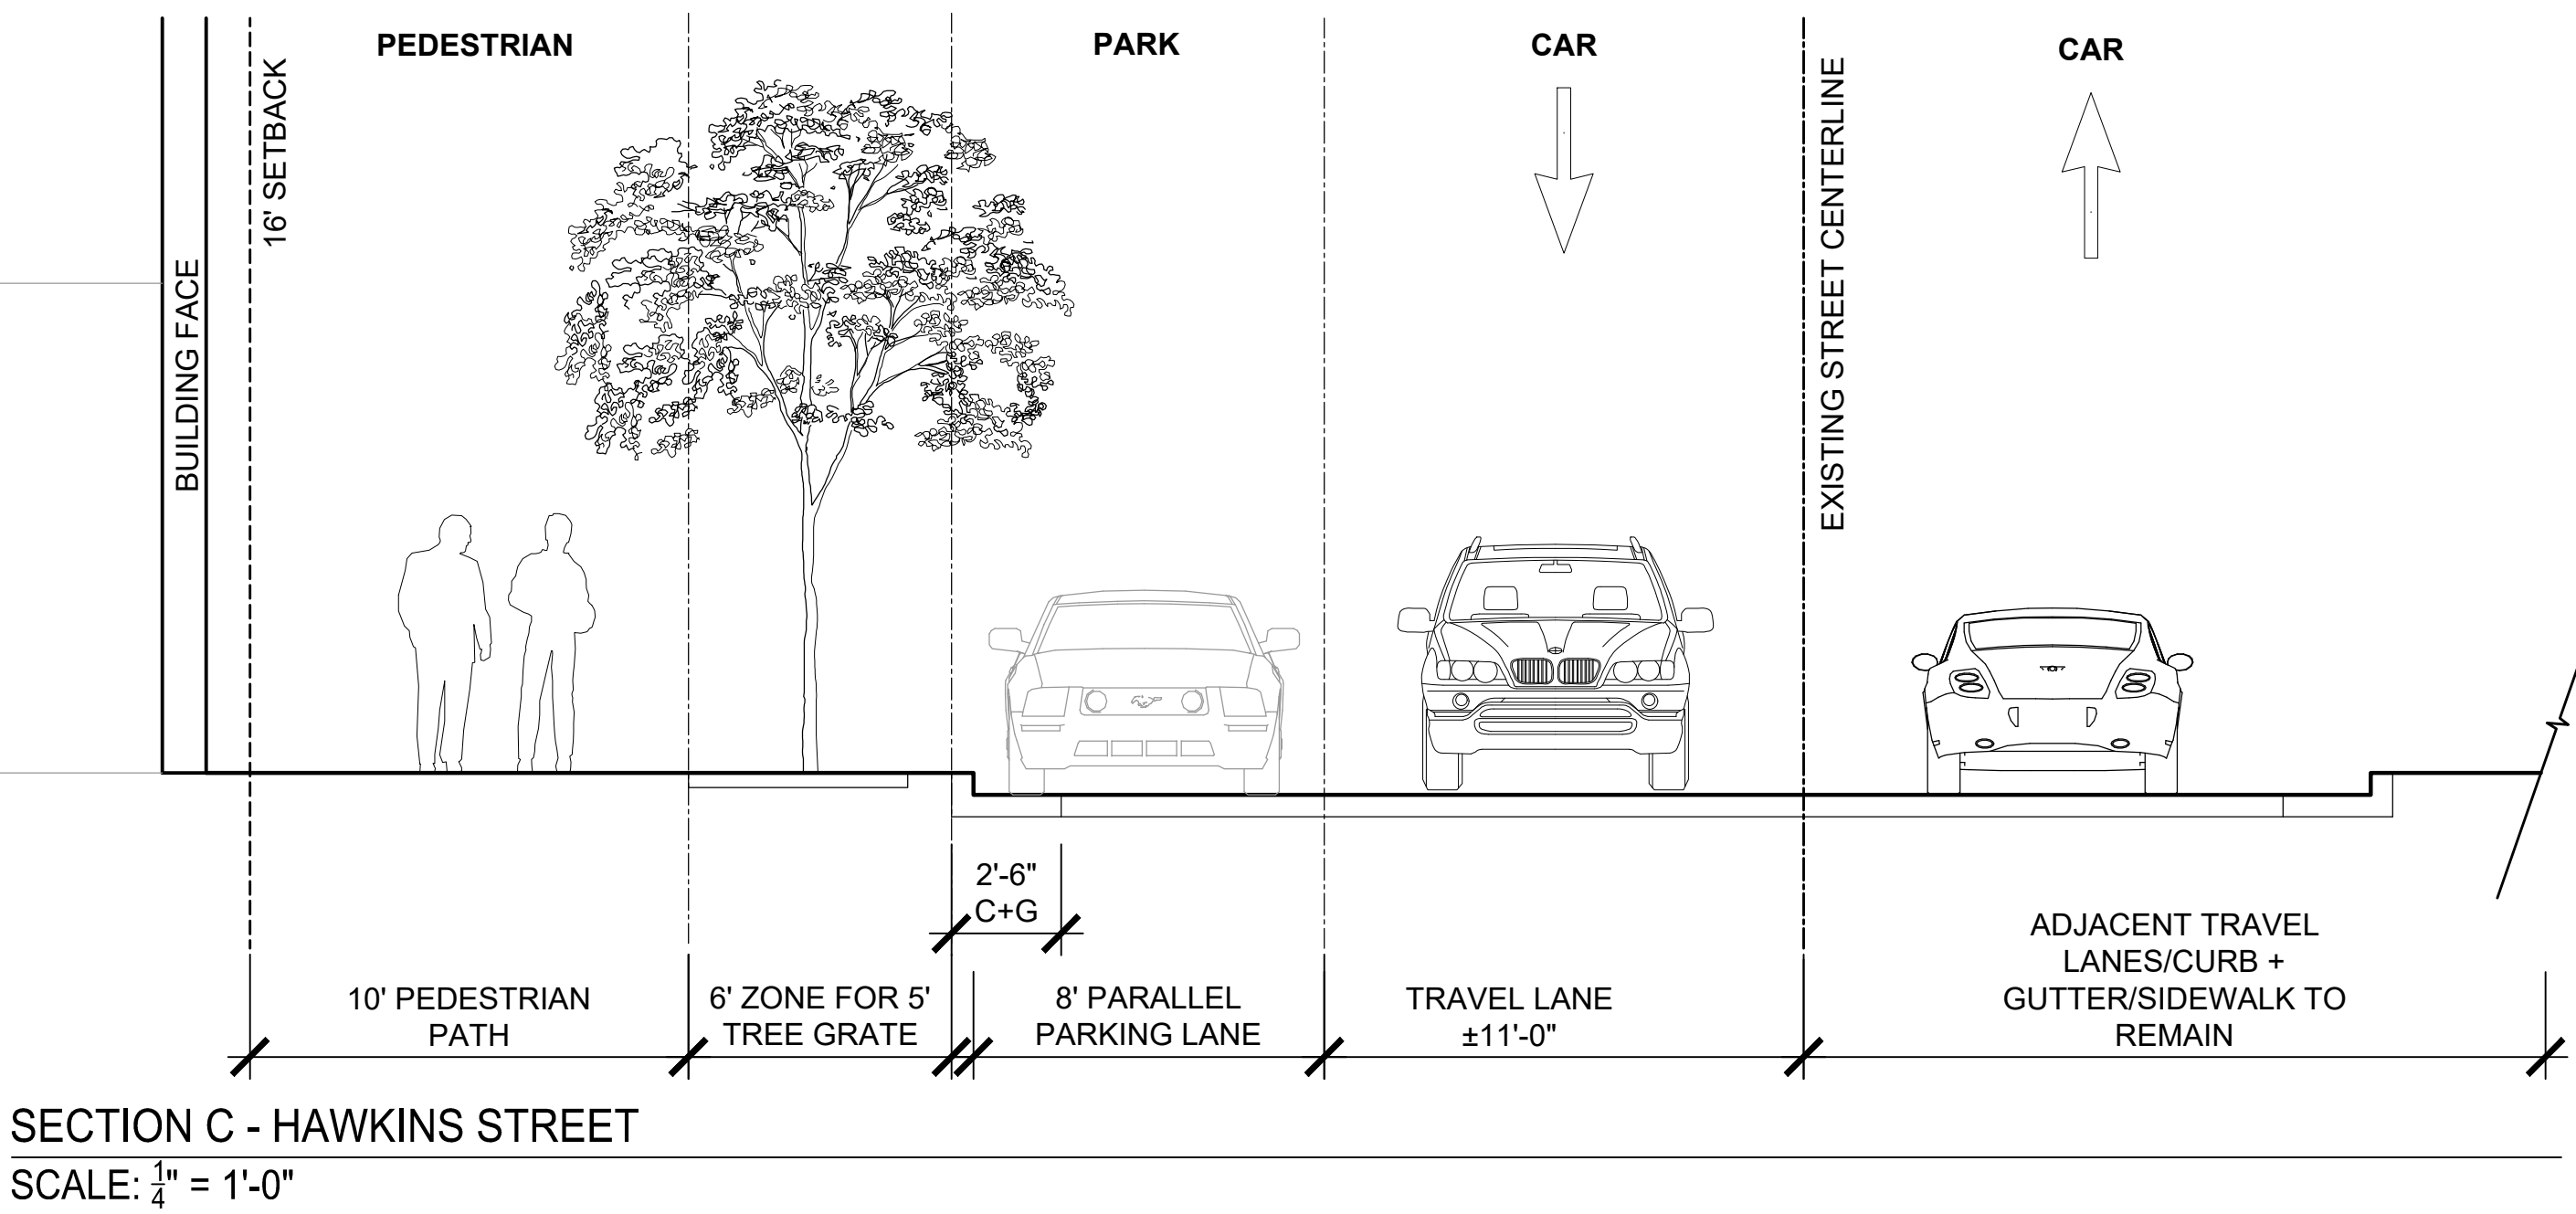 PEDESTRIAN
PARK
CAR
CAR
BUILDING FACE
16' SETBACK
EXISTING STREET CENTERLINE
2'-6"
C+G
10' PEDESTRIAN
PATH
6' ZONE FOR 5'
TREE GRATE
8' PARALLEL
PARKING LANE
TRAVEL LANE
±11'-0"
ADJACENT TRAVEL
LANES/CURB +
GUTTER/SIDEWALK TO
REMAIN
SECTION C - HAWKINS STREET
SCALE: 1/4" = 1'-0"